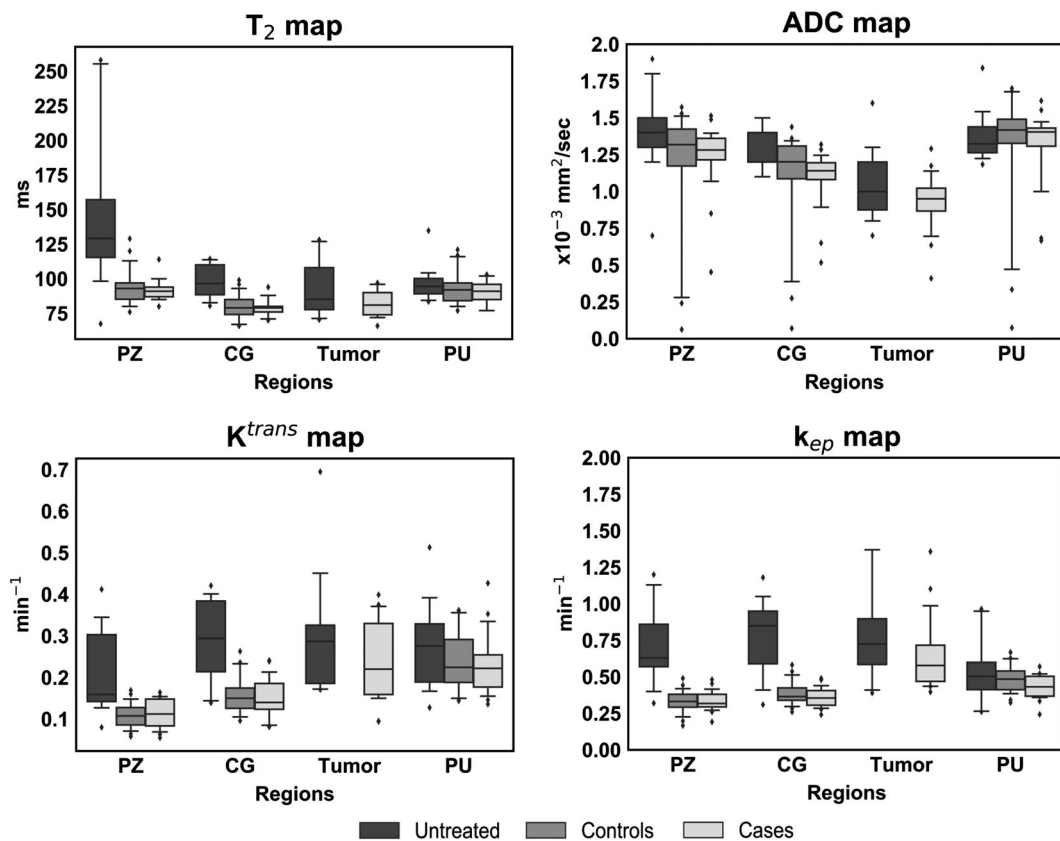 T₂ map
ms
250
225
200
175
150
125
100
75
PZ CG Tumor PU
Regions
ADC map
x10⁻³ mm²/sec
2.0
1.75
1.5
1.25
1.0
0.75
0.5
0.25
0.0
PZ CG Tumor PU
Regions
Kᵗʳᵃⁿˢ map
min⁻¹
0.7
0.6
0.5
0.4
0.3
0.2
0.1
PZ CG Tumor PU
Regions
kₑₚ map
min⁻¹
2.00
1.75
1.50
1.25
1.00
0.75
0.50
0.25
0.00
PZ CG Tumor PU
Regions
Untreated Controls Cases